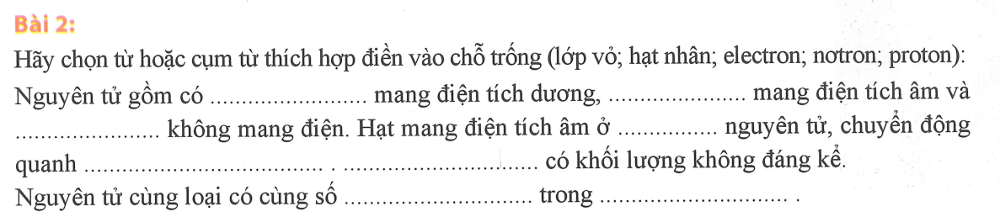 Bài 2:
Hãy chọn từ hoặc cụm từ thích hợp điền vào chỗ trống (lớp vỏ; hạt nhân; electron; nơtron; proton):
Nguyên tử gồm có ......................... mang điện tích dương, ...................... mang điện tích âm và
....................... không mang điện. Hạt mang điện tích âm ở ................ nguyên tử, chuyển động
quanh ...................................... . ............................... có khối lượng không đáng kể.
Nguyên tử cùng loại có cùng số .............................. trong .............................. .